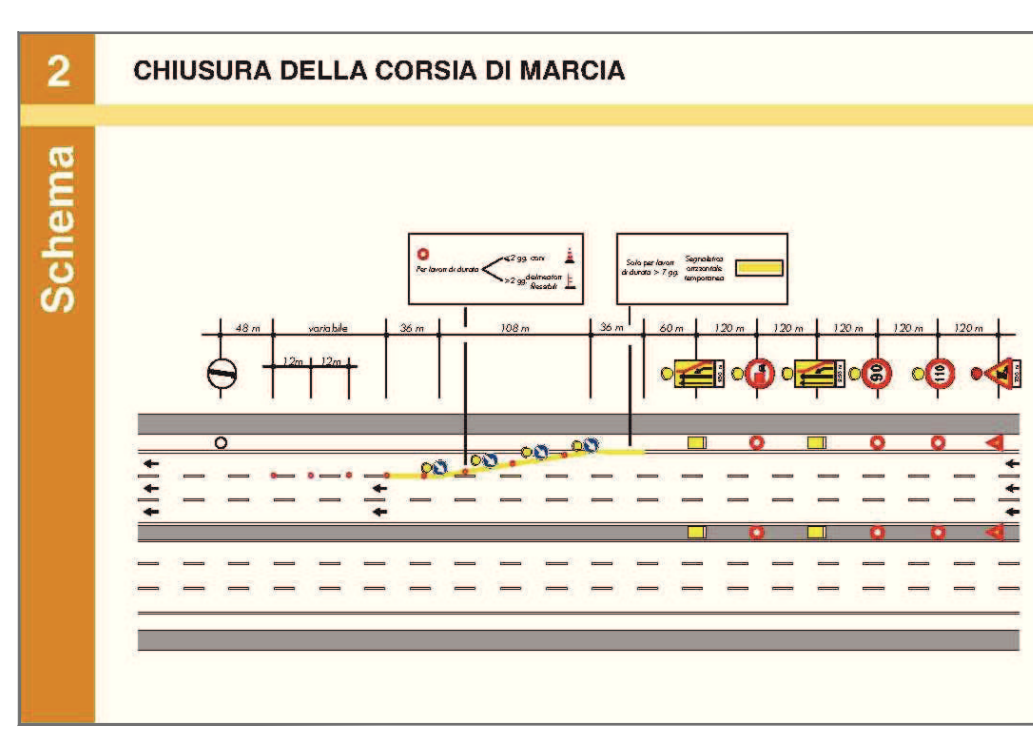 2
CHIUSURA DELLA CORSIA DI MARCIA
Schema
Per lavori di durata
<2 gg. coni
>2 gg. delineatori
flessibili
Solo per lavori
di durata > 7 gg.
Segnaletica
orizzontale
temporanea
48 m variabile 36 m 108 m 36 m 60 m 120 m 120 m 120 m 120 m 120 m
12m 12m
90
110